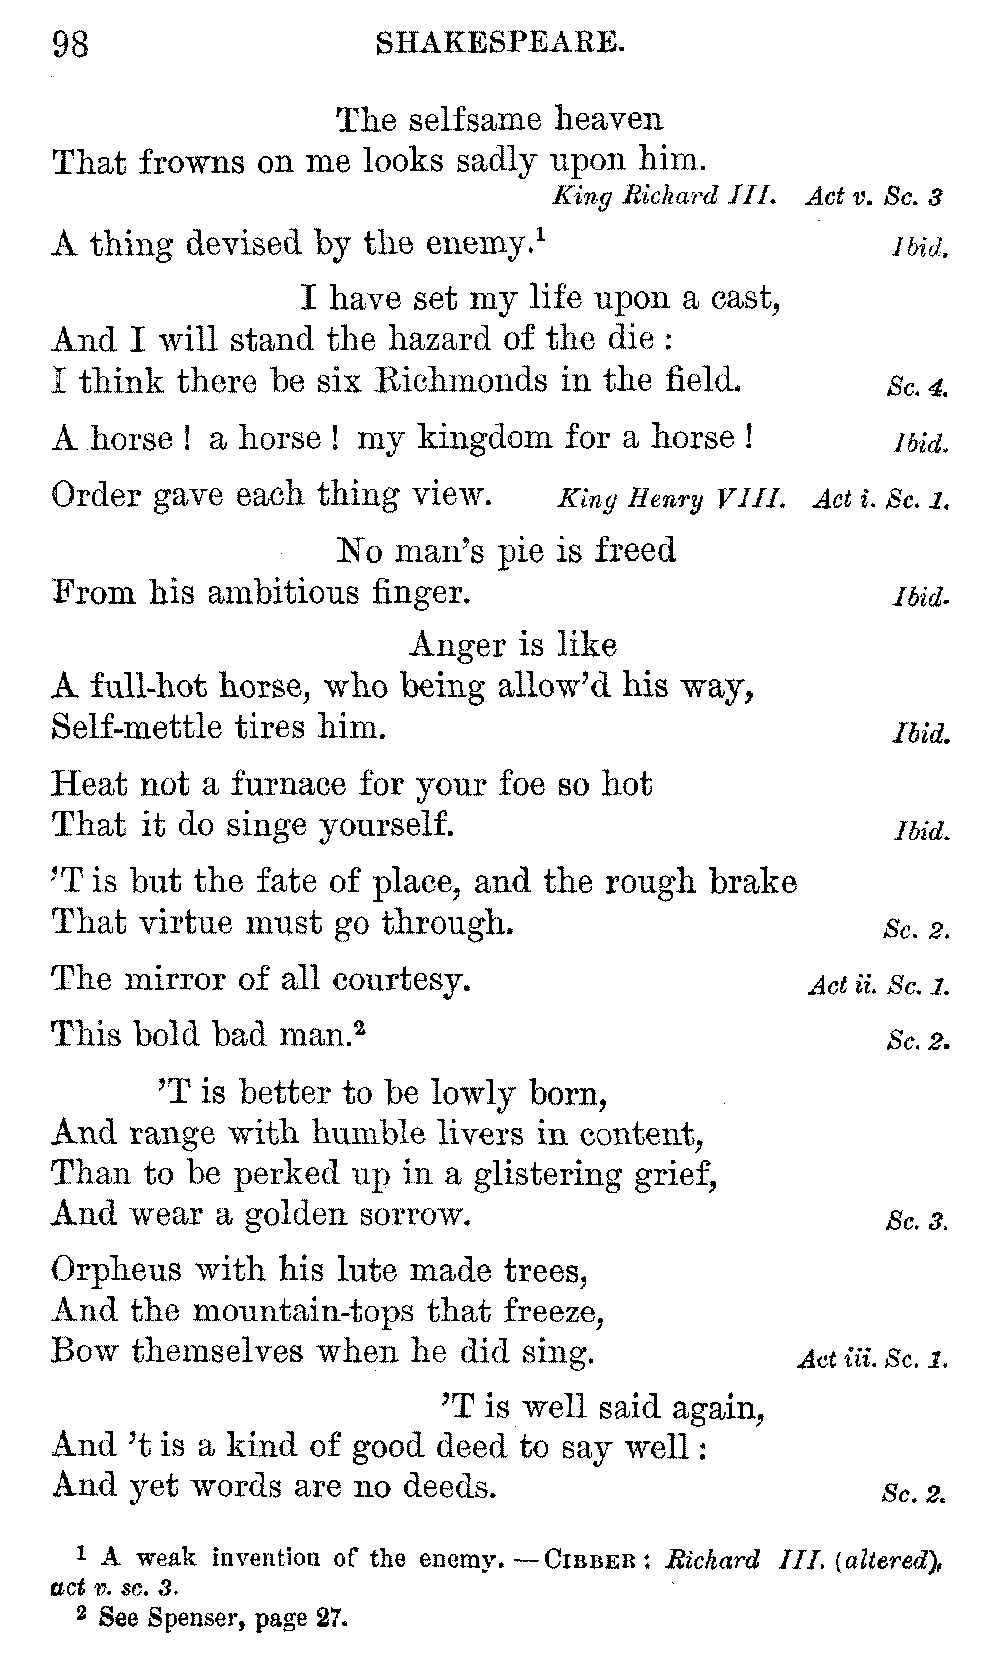 98 SHAKESPEARE.
The selfsame heaven
That frowns on me looks sadly upon him.
King Richard III. Act v. Sc. 3
A thing devised by the enemy.¹ Ibid.
I have set my life upon a cast,
And I will stand the hazard of the die :
I think there be six Richmonds in the field. Sc. 4.
A horse ! a horse ! my kingdom for a horse ! Ibid.
Order gave each thing view. King Henry VIII. Act i. Sc. 1.
No man's pie is freed
From his ambitious finger. Ibid.
Anger is like
A full-hot horse, who being allow'd his way,
Self-mettle tires him. Ibid.
Heat not a furnace for your foe so hot
That it do singe yourself. Ibid.
'T is but the fate of place, and the rough brake
That virtue must go through. Sc. 2.
The mirror of all courtesy. Act ii. Sc. 1.
This bold bad man.² Sc. 2.
'T is better to be lowly born,
And range with humble livers in content,
Than to be perked up in a glistering grief,
And wear a golden sorrow. Sc. 3.
Orpheus with his lute made trees,
And the mountain-tops that freeze,
Bow themselves when he did sing. Act iii. Sc. 1.
'T is well said again,
And 't is a kind of good deed to say well :
And yet words are no deeds. Sc. 2.
¹ A weak invention of the enemy. — CIBBER : Richard III. (altered),
act v. sc. 3.
² See Spenser, page 27.